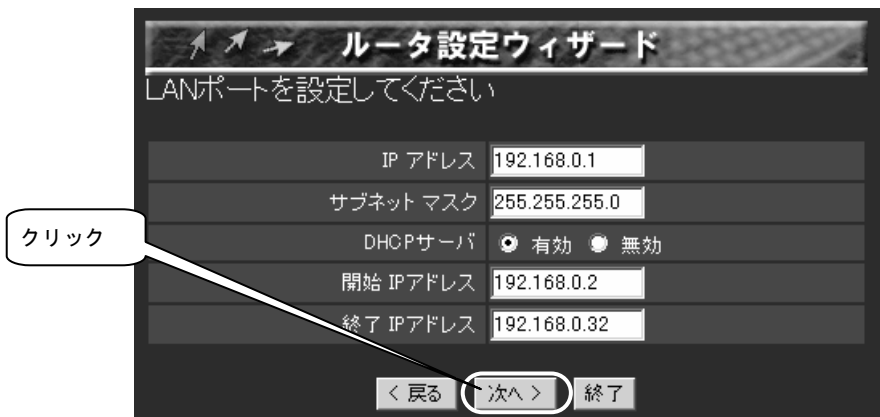 ルータ設定ウィザード
LANポートを設定してください
IP アドレス 192.168.0.1
サブネット マスク 255.255.255.0
クリック
DHCPサーバ 有効 無効
開始 IPアドレス 192.168.0.2
終了 IPアドレス 192.168.0.32
< 戻る 次へ > 終了